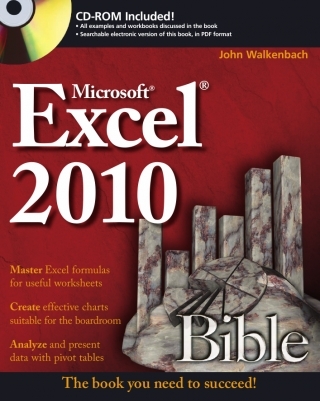 CD-ROM Included!
• All examples and workbooks discussed in the book
• Searchable electronic version of this book, in PDF format
John Walkenbach
Microsoft®
Excel®
2010
Master Excel formulas
for useful worksheets
Create effective charts
suitable for the boardroom
Analyze and present
data with pivot tables
Bible
The book you need to succeed!